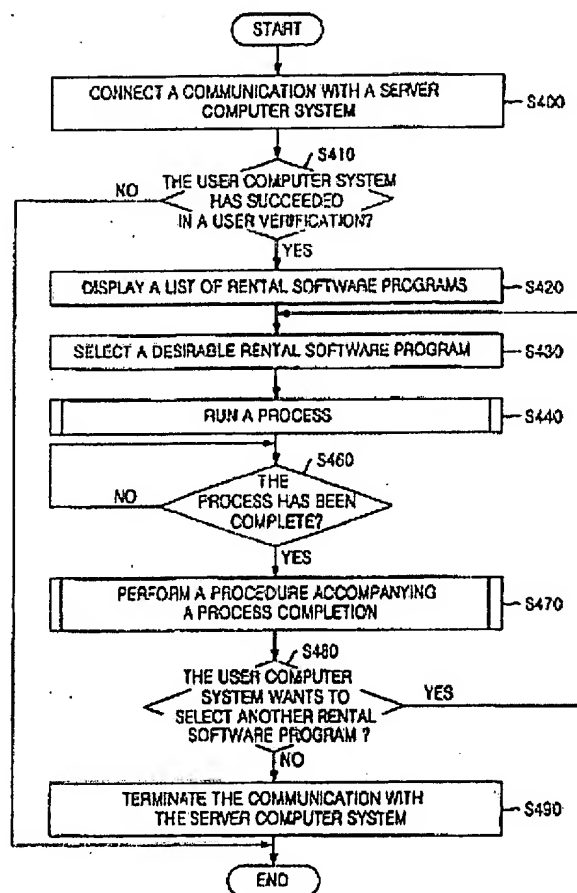 START
CONNECT A COMMUNICATION WITH A SERVER
COMPUTER SYSTEM
S400
S410
NO
THE USER COMPUTER SYSTEM
HAS SUCCEEDED
IN A USER VERIFICATION?
YES
DISPLAY A LIST OF RENTAL SOFTWARE PROGRAMS
S420
SELECT A DESIRABLE RENTAL SOFTWARE PROGRAM
S430
RUN A PROCESS
S440
S460
NO
THE
PROCESS HAS BEEN
COMPLETE?
YES
PERFORM A PROCEDURE ACCOMPANYING
A PROCESS COMPLETION
S470
S480
THE USER COMPUTER
SYSTEM WANTS TO
SELECT ANOTHER RENTAL
SOFTWARE PROGRAM ?
YES
NO
TERMINATE THE COMMUNICATION WITH
THE SERVER COMPUTER SYSTEM
S490
END